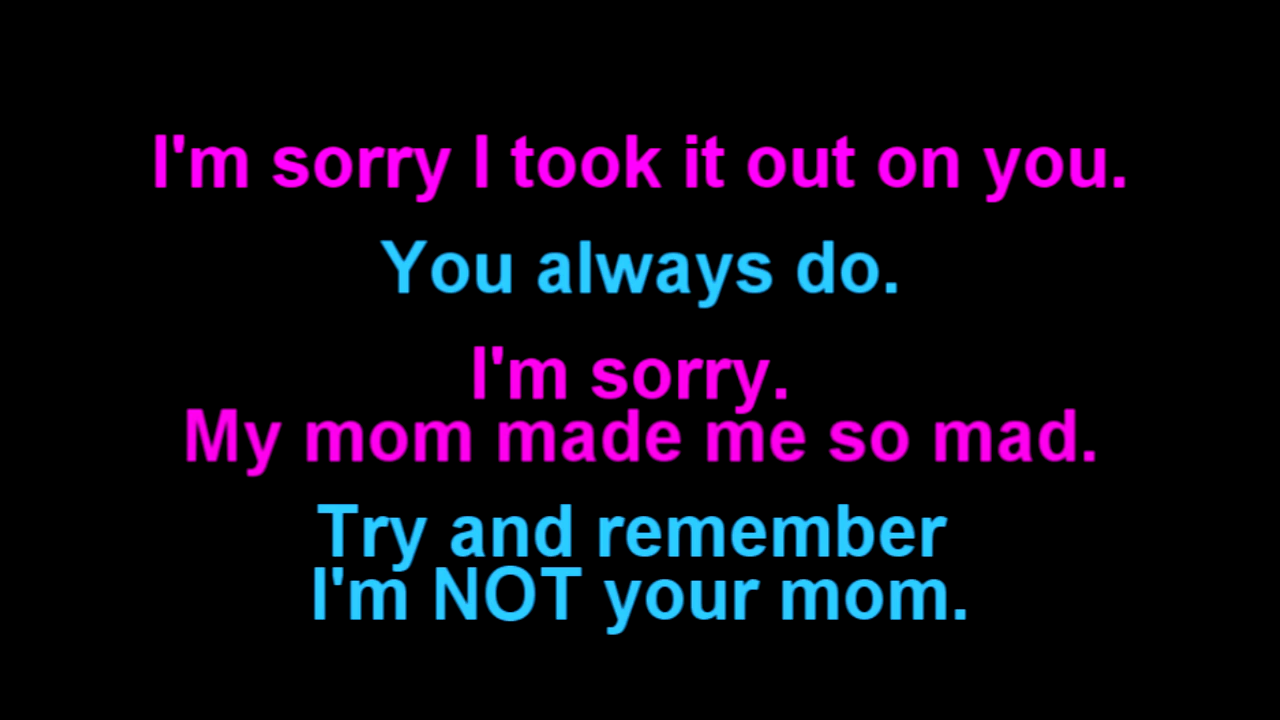 I'm sorry I took it out on you.
You always do.
I'm sorry.
My mom made me so mad.
Try and remember
I'm NOT your mom.